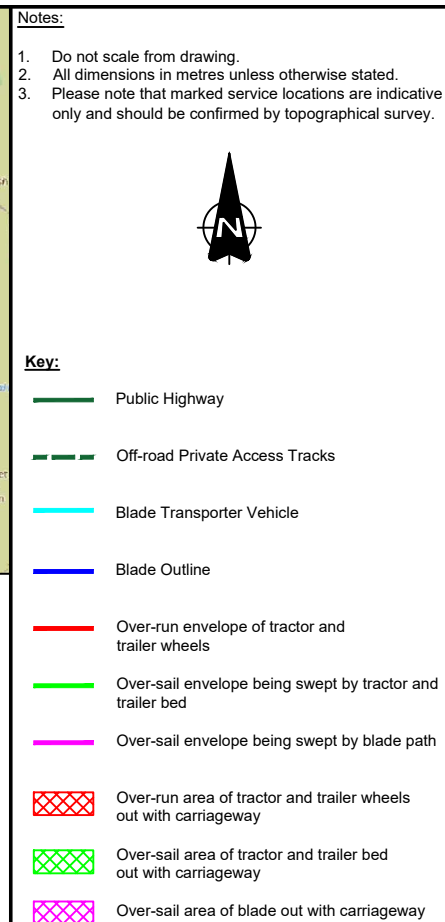 Notes:
1. Do not scale from drawing.
2. All dimensions in metres unless otherwise stated.
3. Please note that marked service locations are indicative
only and should be confirmed by topographical survey.
N
Key:
Public Highway
Off-road Private Access Tracks
Blade Transporter Vehicle
Blade Outline
Over-run envelope of tractor and
trailer wheels
Over-sail envelope being swept by tractor and
trailer bed
Over-sail envelope being swept by blade path
Over-run area of tractor and trailer wheels
out with carriageway
Over-sail area of tractor and trailer bed
out with carriageway
Over-sail area of blade out with carriageway